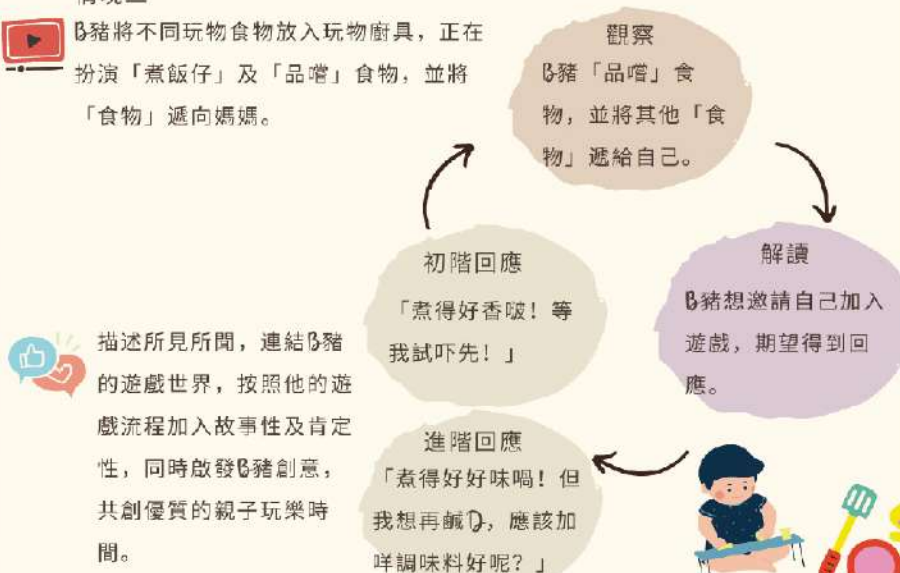 B豬將不同玩物食物放入玩物廚具，正在
扮演「煮飯仔」及「品嚐」食物，並將
「食物」遞向媽媽。
觀察
B豬「品嚐」食
物，並將其他「食
物」遞給自己。
解讀
B豬想邀請自己加入
遊戲，期望得到回
應。
初階回應
「煮得好香啵！等
我試吓先！」
進階回應
「煮得好好味喎！但
我想再鹹D，應該加
咩調味料好呢？」
描述所見所聞，連結B豬
的遊戲世界，按照他的遊
戲流程加入故事性及肯定
性，同時啟發B豬創意，
共創優質的親子玩樂時
間。